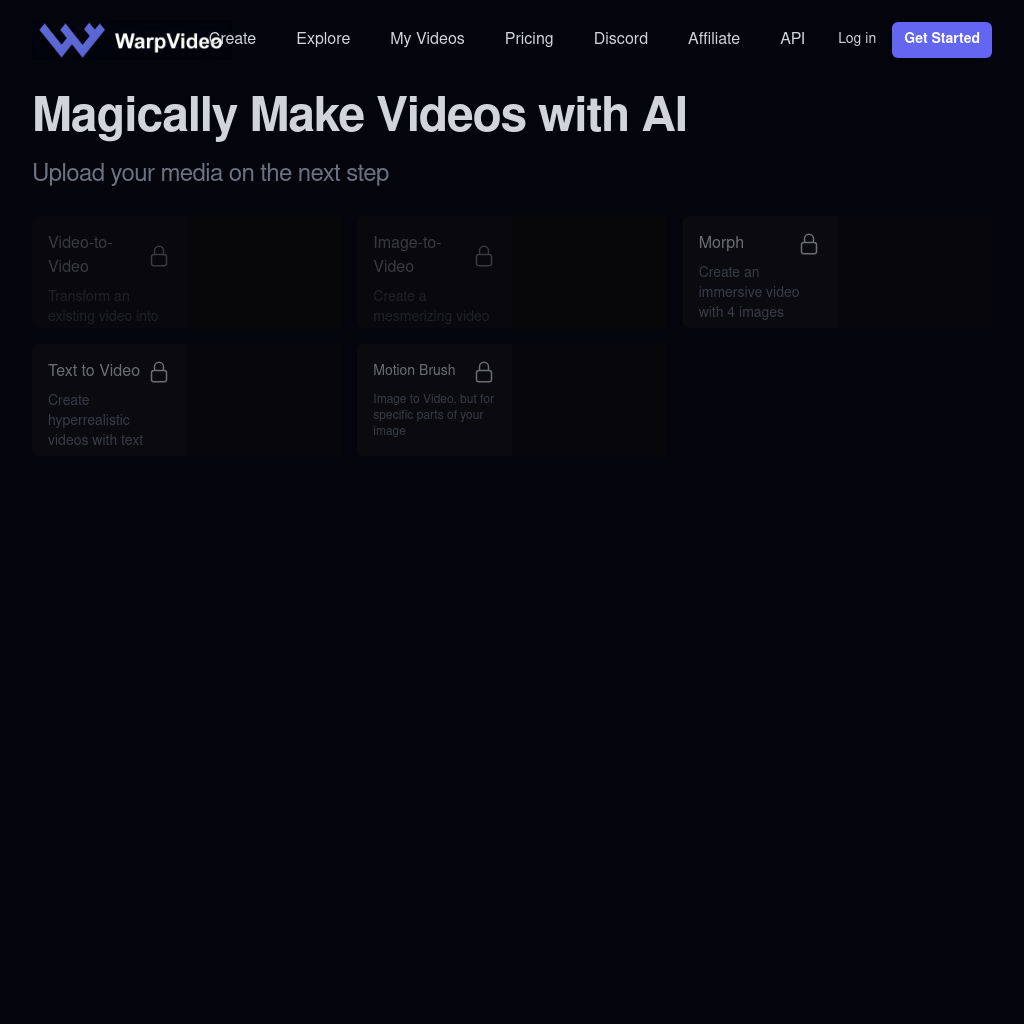 WarpVideo
Create
Explore
My Videos
Pricing
Discord
Affiliate
API
Log in
Get Started
Magically Make Videos with AI
Upload your media on the next step
Video-to-
Video
Transform an
existing video into
Image-to-
Video
Create a
mesmerizing video
Morph
Create an
immersive video
with 4 images
Text to Video
Create
hyperrealistic
videos with text
Motion Brush
Image to Video, but for
specific parts of your
image